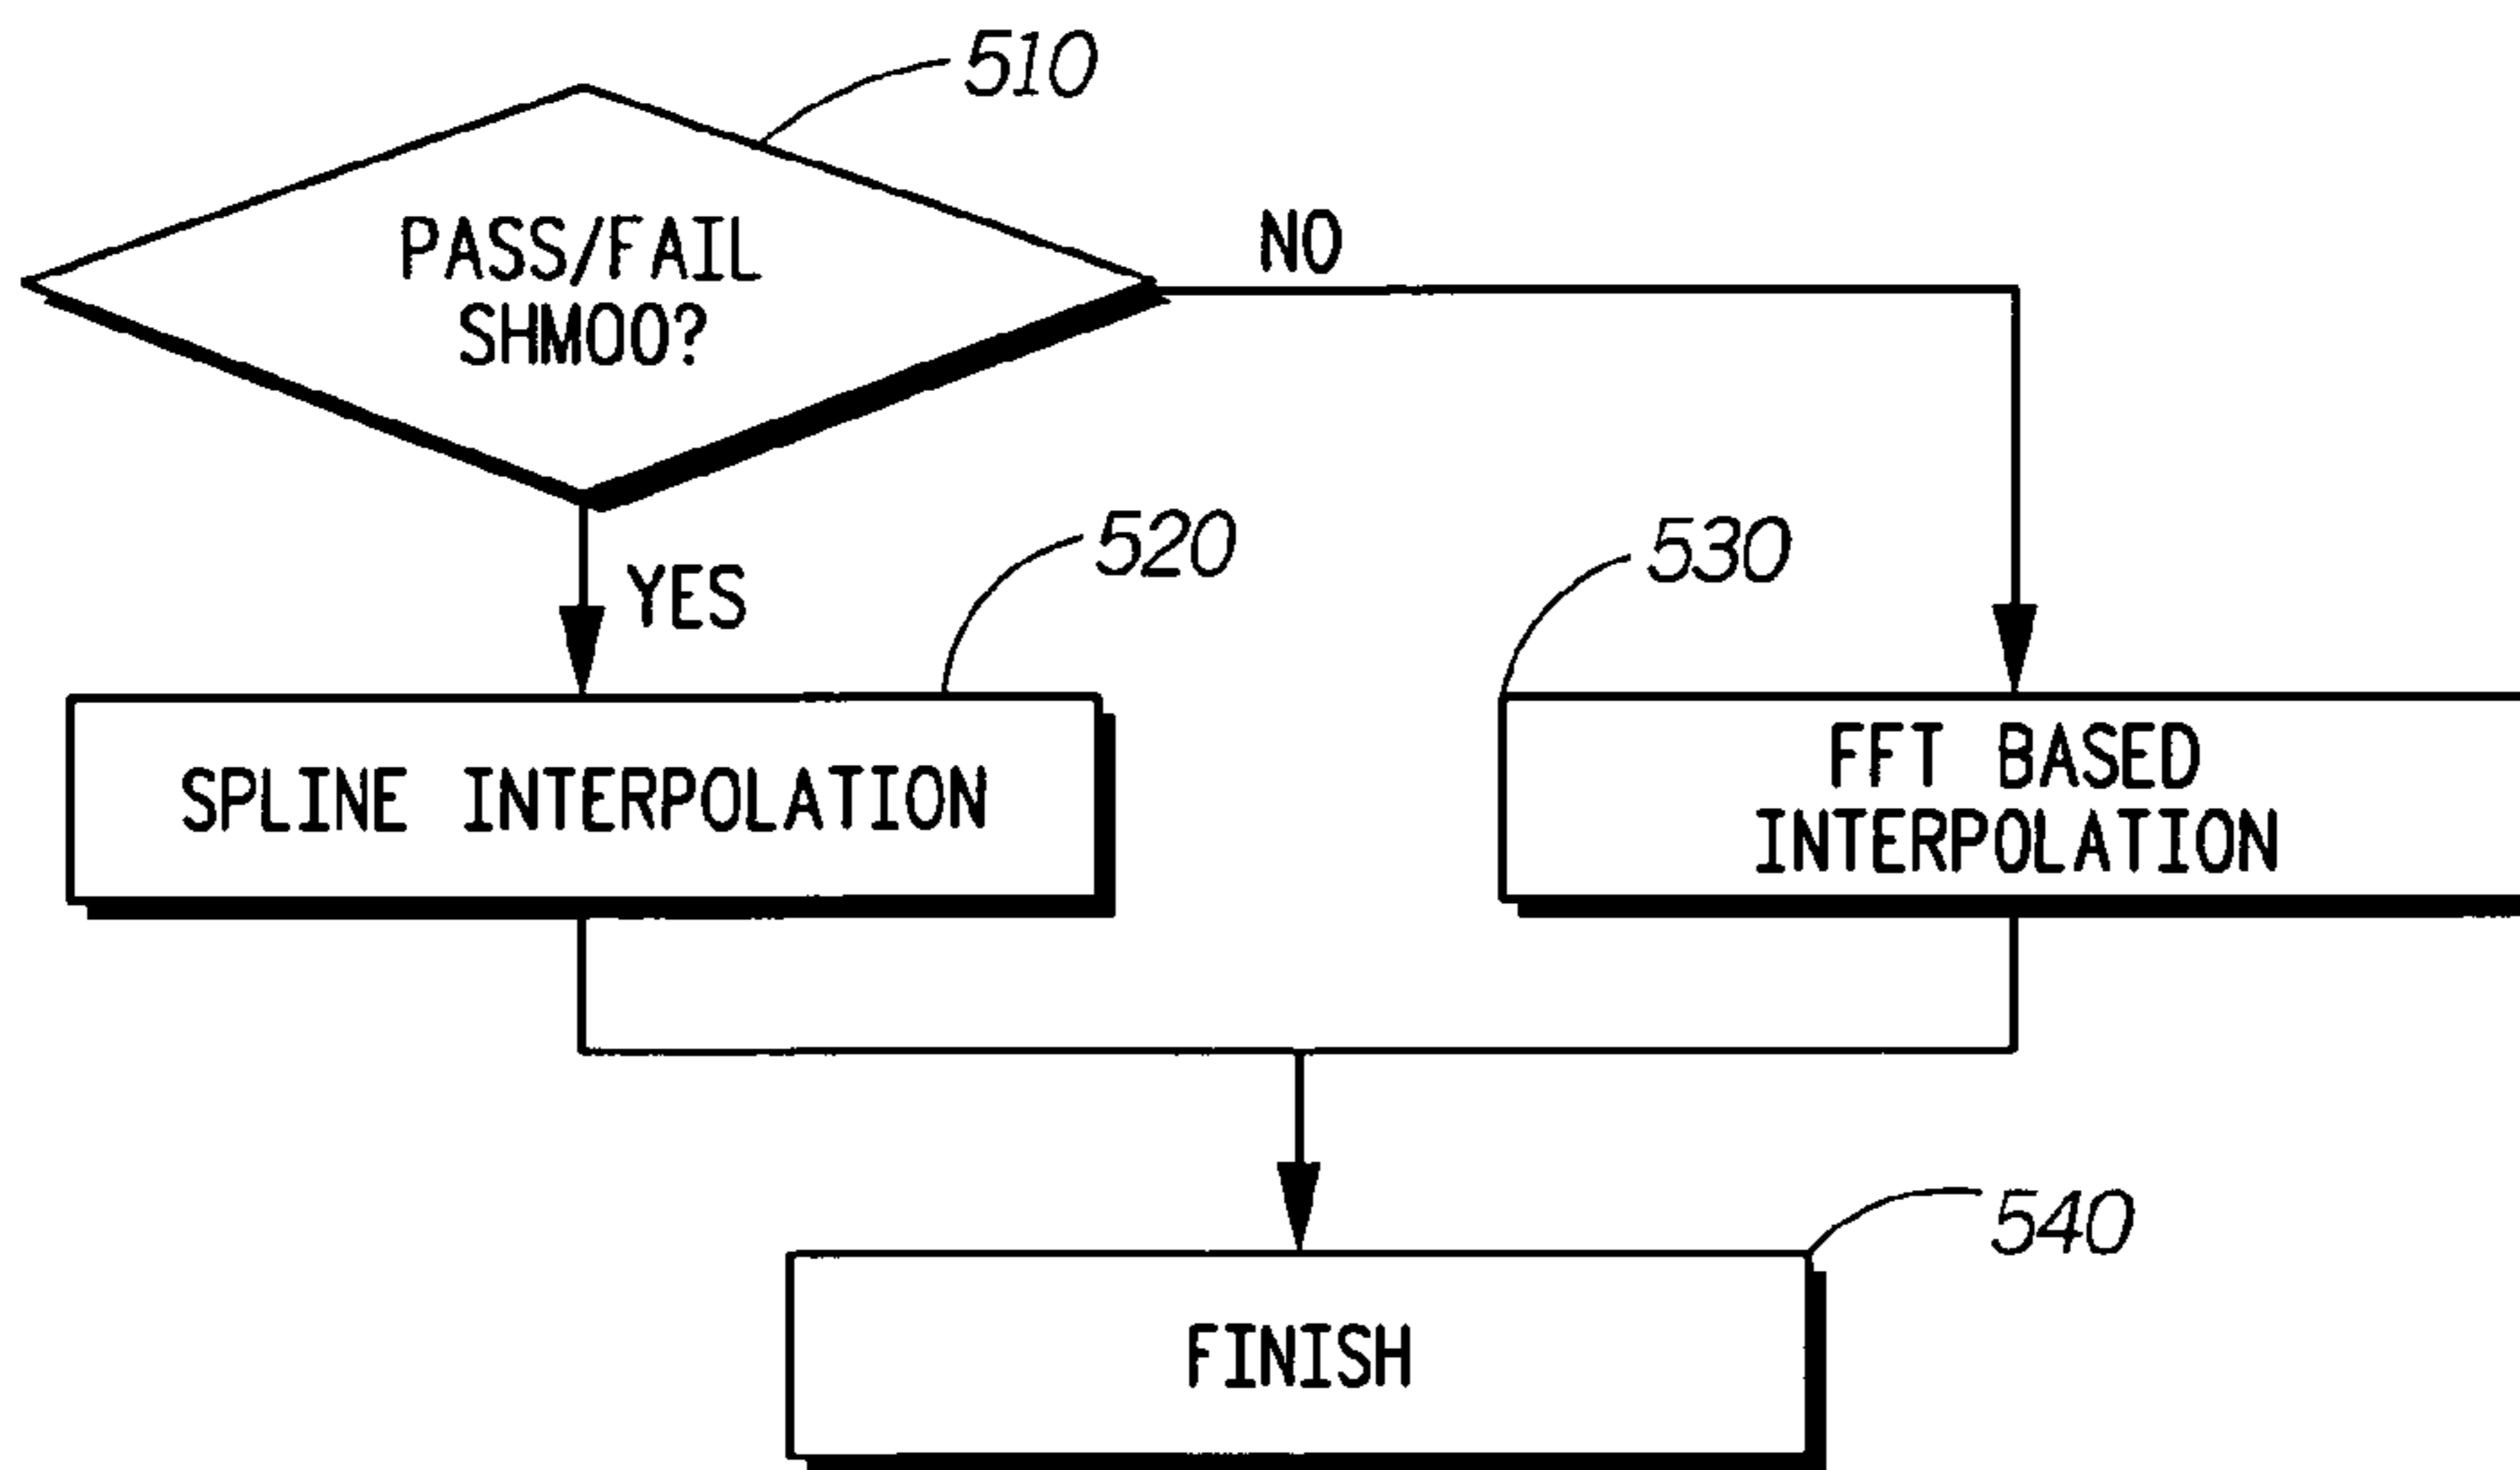 510
PASS/FAIL
SHMOO?
NO
YES
520
530
SPLINE INTERPOLATION
FFT BASED
INTERPOLATION
540
FINISH